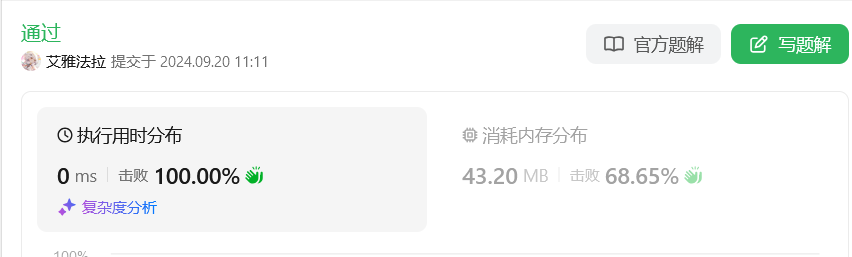 通过
艾雅法拉 提交于 2024.09.20 11:11
官方题解
写题解
执行用时分布
0 ms 击败 100.00%
复杂度分析
消耗内存分布
43.20 MB 击败 68.65%
100%